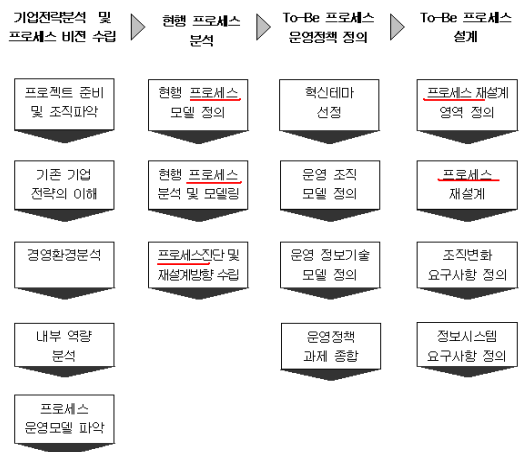 기업전략분석 및
프로세스 비전 수립
현행 프로세스
분석
To-Be 프로세스
운영정책 정의
To-Be 프로세스
설계
프로젝트 준비
및 조직파악
기존 기업
전략의 이해
경영환경분석
내부 역량
분석
프로세스
운영모델 파악
현행 프로세스
모델 정의
현행 프로세스
분석 및 모델링
프로세스진단 및
재설계방향 수립
혁신테마
선정
운영 조직
모델 정의
운영 정보기술
모델 정의
운영정책
과제 종합
프로세스 재설계
영역 정의
프로세스
재설계
조직변화
요구사항 정의
정보시스템
요구사항 정의